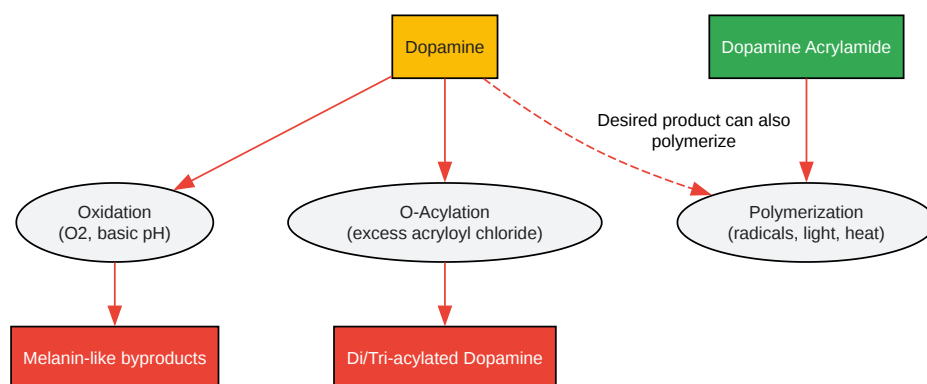 Dopamine
Dopamine Acrylamide
Desired product can also
polymerize
Oxidation
(O2, basic pH)
O-Acylation
(excess acryloyl chloride)
Polymerization
(radicals, light, heat)
Melanin-like byproducts
Di/Tri-acylated Dopamine